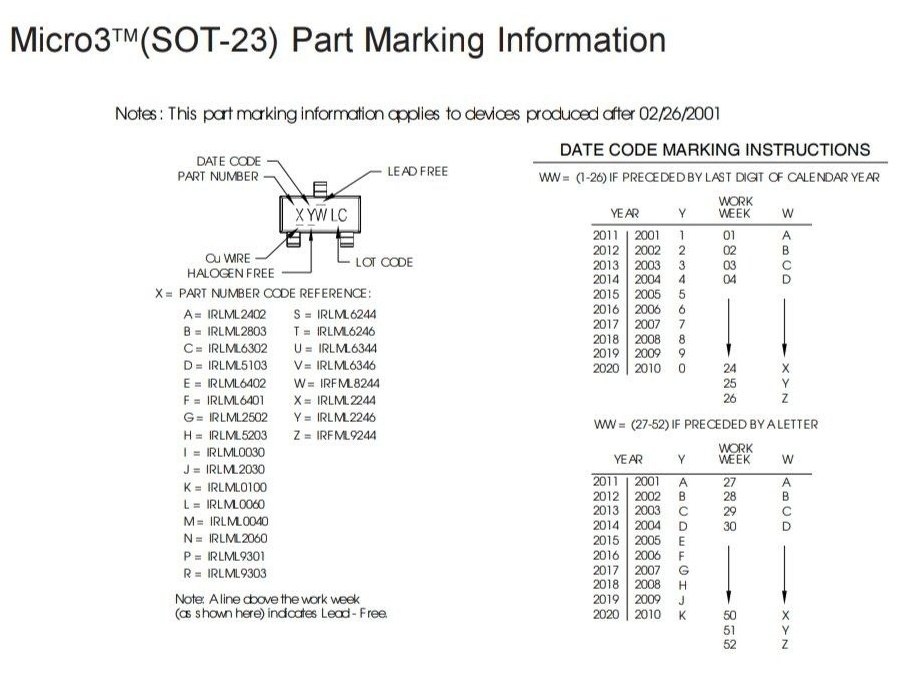 Micro3™(SOT-23) Part Marking Information
Notes: This part marking information applies to devices produced after 02/26/2001
DATE CODE
PART NUMBER
LEAD FREE
X YW LC
Cu WIRE
HALOGEN FREE
LOT CODE
X = PART NUMBER CODE REFERENCE:
A = IRLML2402 S = IRLML6244
B = IRLML2803 T = IRLML6246
C = IRLML6302 U = IRLML6344
D = IRLML5103 V = IRLML6346
E = IRLML6402 W = IRFML8244
F = IRLML6401 X = IRLML2244
G = IRLML2502 Y = IRLML2246
H = IRLML5203 Z = IRFML9244
I = IRLML0030
J = IRLML2030
K = IRLML0100
L = IRLML0060
M = IRLML0040
N = IRLML2060
P = IRLML9301
R = IRLML9303
Note: A line above the work week
(as shown here) indicates Lead - Free.
DATE CODE MARKING INSTRUCTIONS
WW = (1-26) IF PRECEDED BY LAST DIGIT OF CALENDAR YEAR
YEAR Y WORK WEEK W
2011 2001 1 01 A
2012 2002 2 02 B
2013 2003 3 03 C
2014 2004 4 04 D
2015 2005 5
2016 2006 6
2017 2007 7
2018 2008 8
2019 2009 9
2020 2010 0 24 X
25 Y
26 Z
WW = (27-52) IF PRECEDED BY A LETTER
YEAR Y WORK WEEK W
2011 2001 A 27 A
2012 2002 B 28 B
2013 2003 C 29 C
2014 2004 D 30 D
2015 2005 E
2016 2006 F
2017 2007 G
2018 2008 H
2019 2009 J
2020 2010 K 50 X
51 Y
52 Z